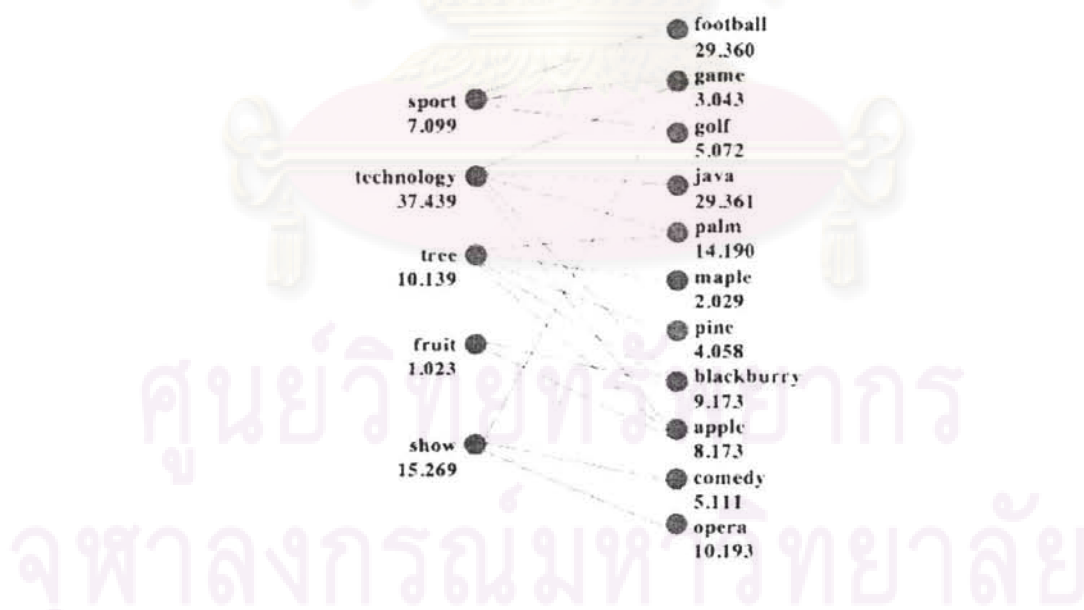 sport
7.099
technology
37.439
tree
10.139
fruit
1.023
show
15.269
football
29.360
game
3.043
golf
5.072
java
29.361
palm
14.190
maple
2.029
pine
4.058
blackburry
9.173
apple
8.173
comedy
5.111
opera
10.193
ศูนย์วิทยทรัพยากร
จุฬาลงกรณ์มหาวิทยาลัย